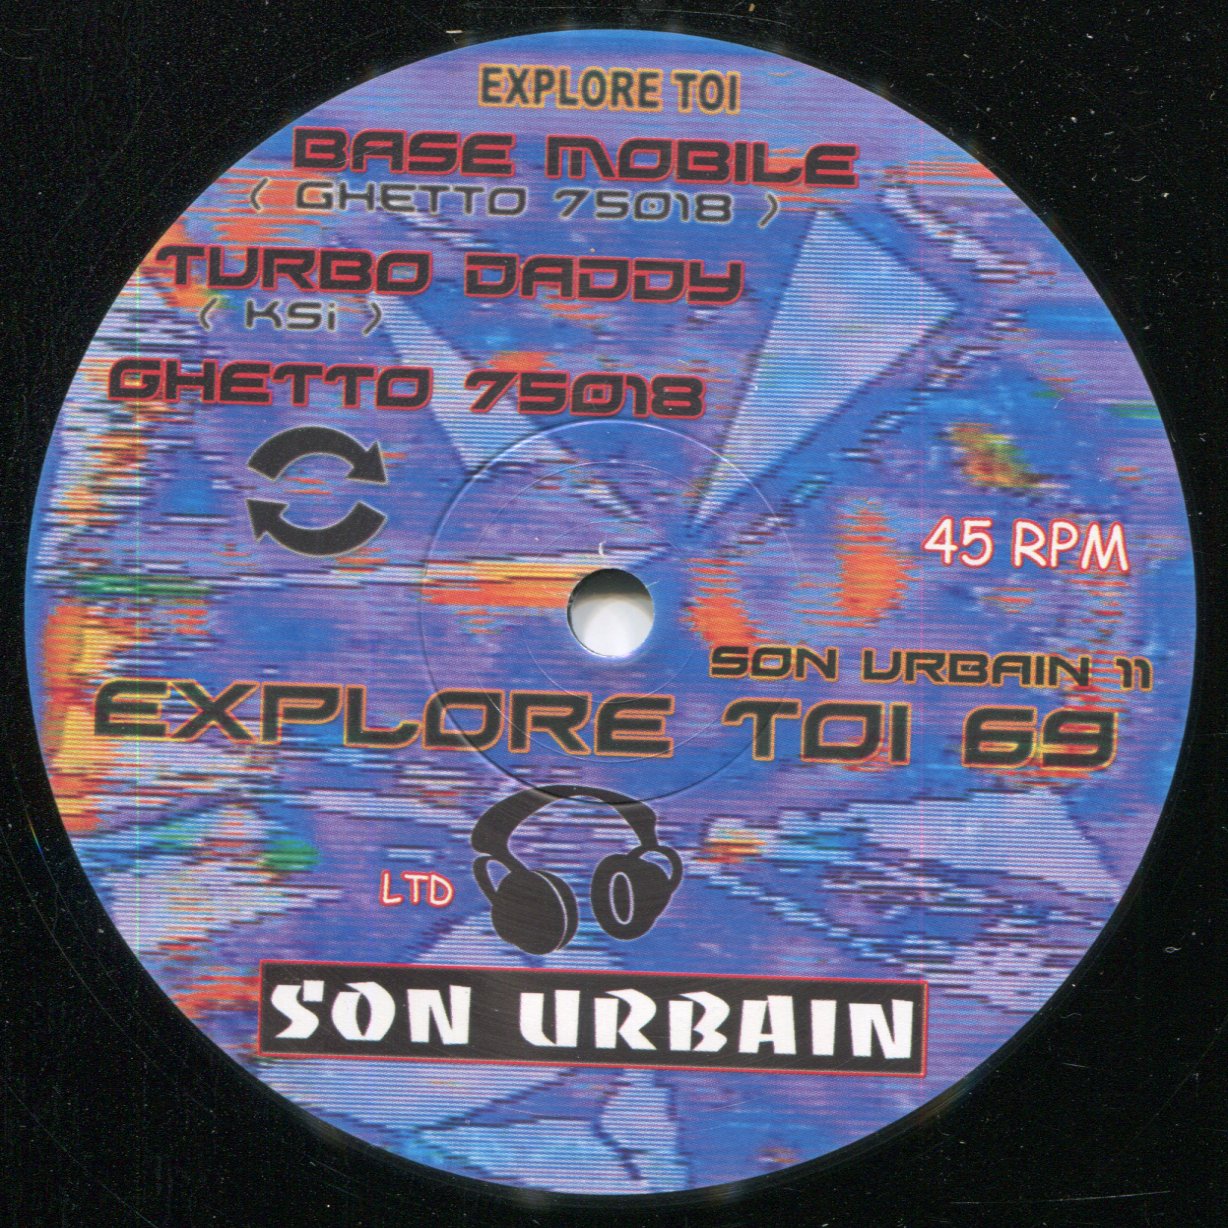 EXPLORE TOI
BASE MOBILE
( GHETTO 75018 )
TURBO DADDY
( KSi )
GHETTO 75018
45 RPM
SON URBAIN 11
EXPLORE TOI 69
LTD
SON URBAIN